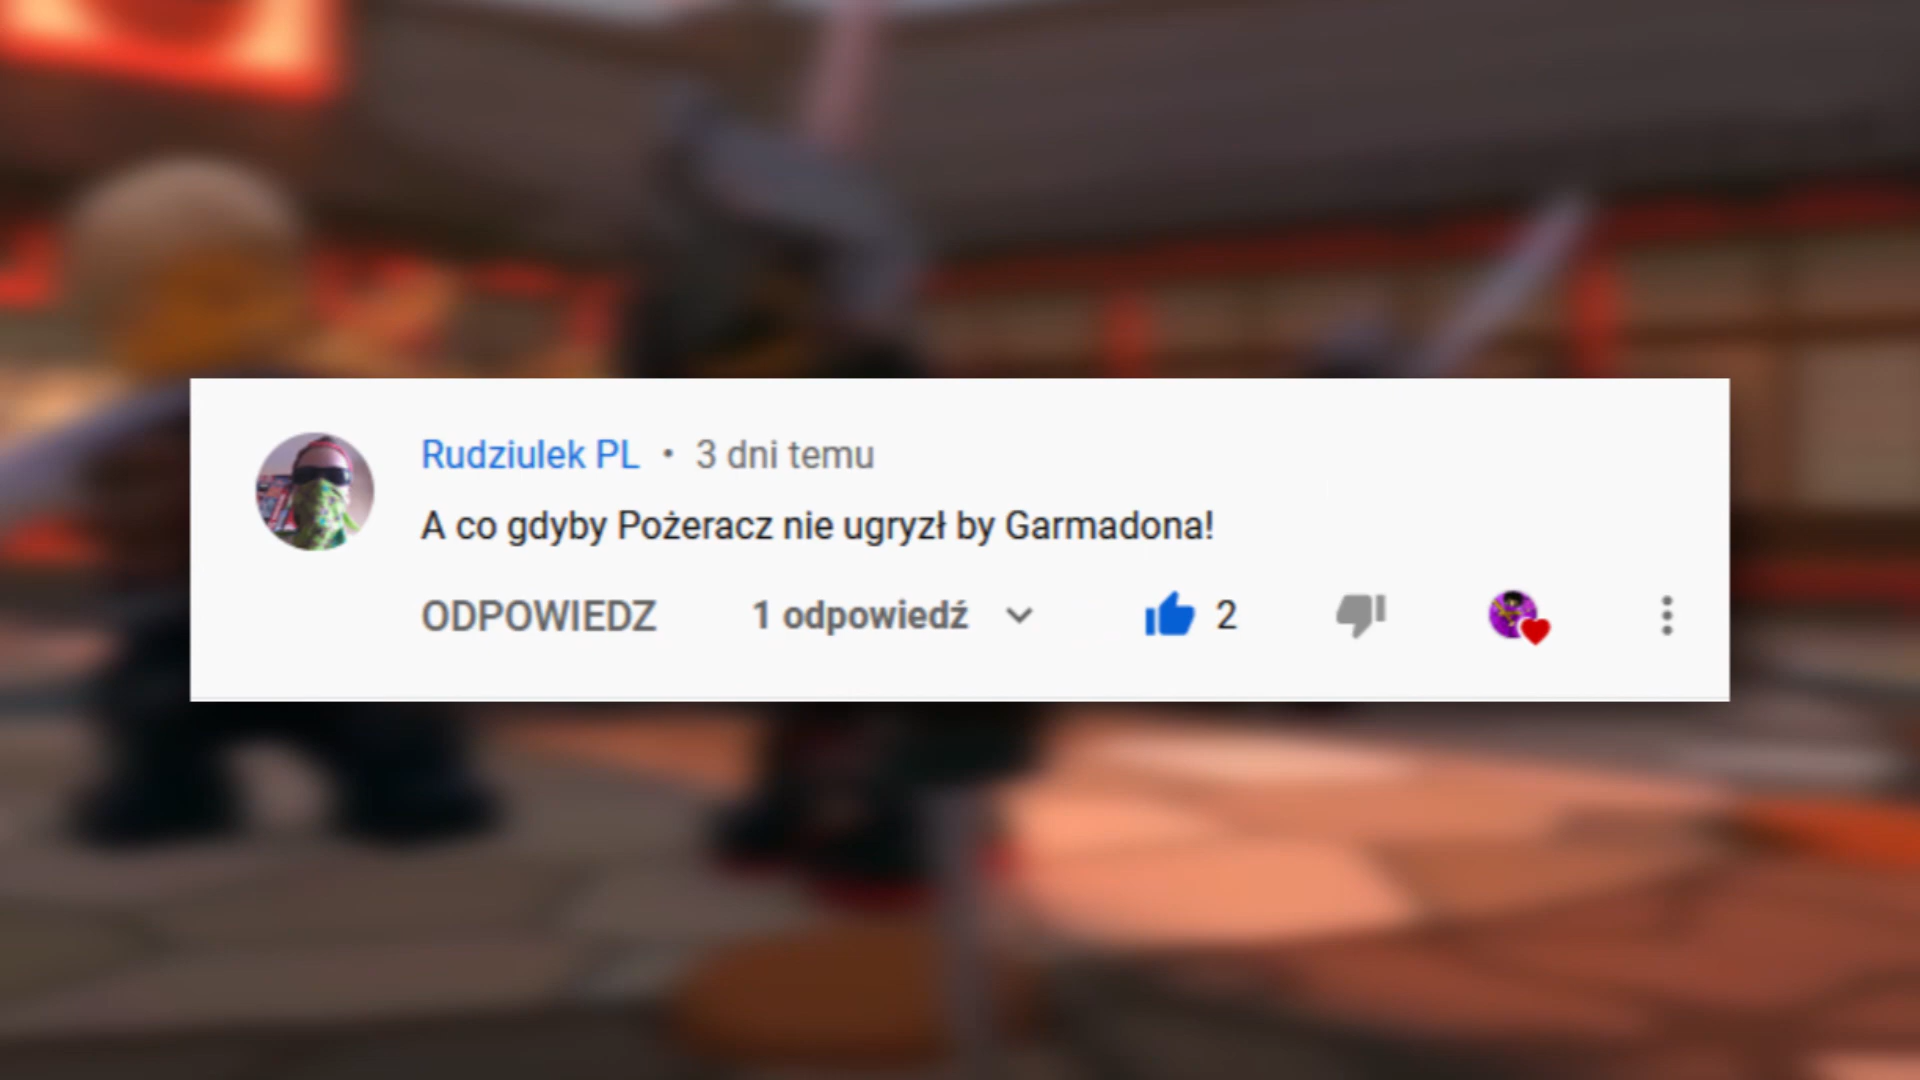 Rudziulek PL • 3 dni temu
A co gdyby Pożeracz nie ugryzł by Garmadona!
ODPOWIEDZ 1 odpowiedź 2